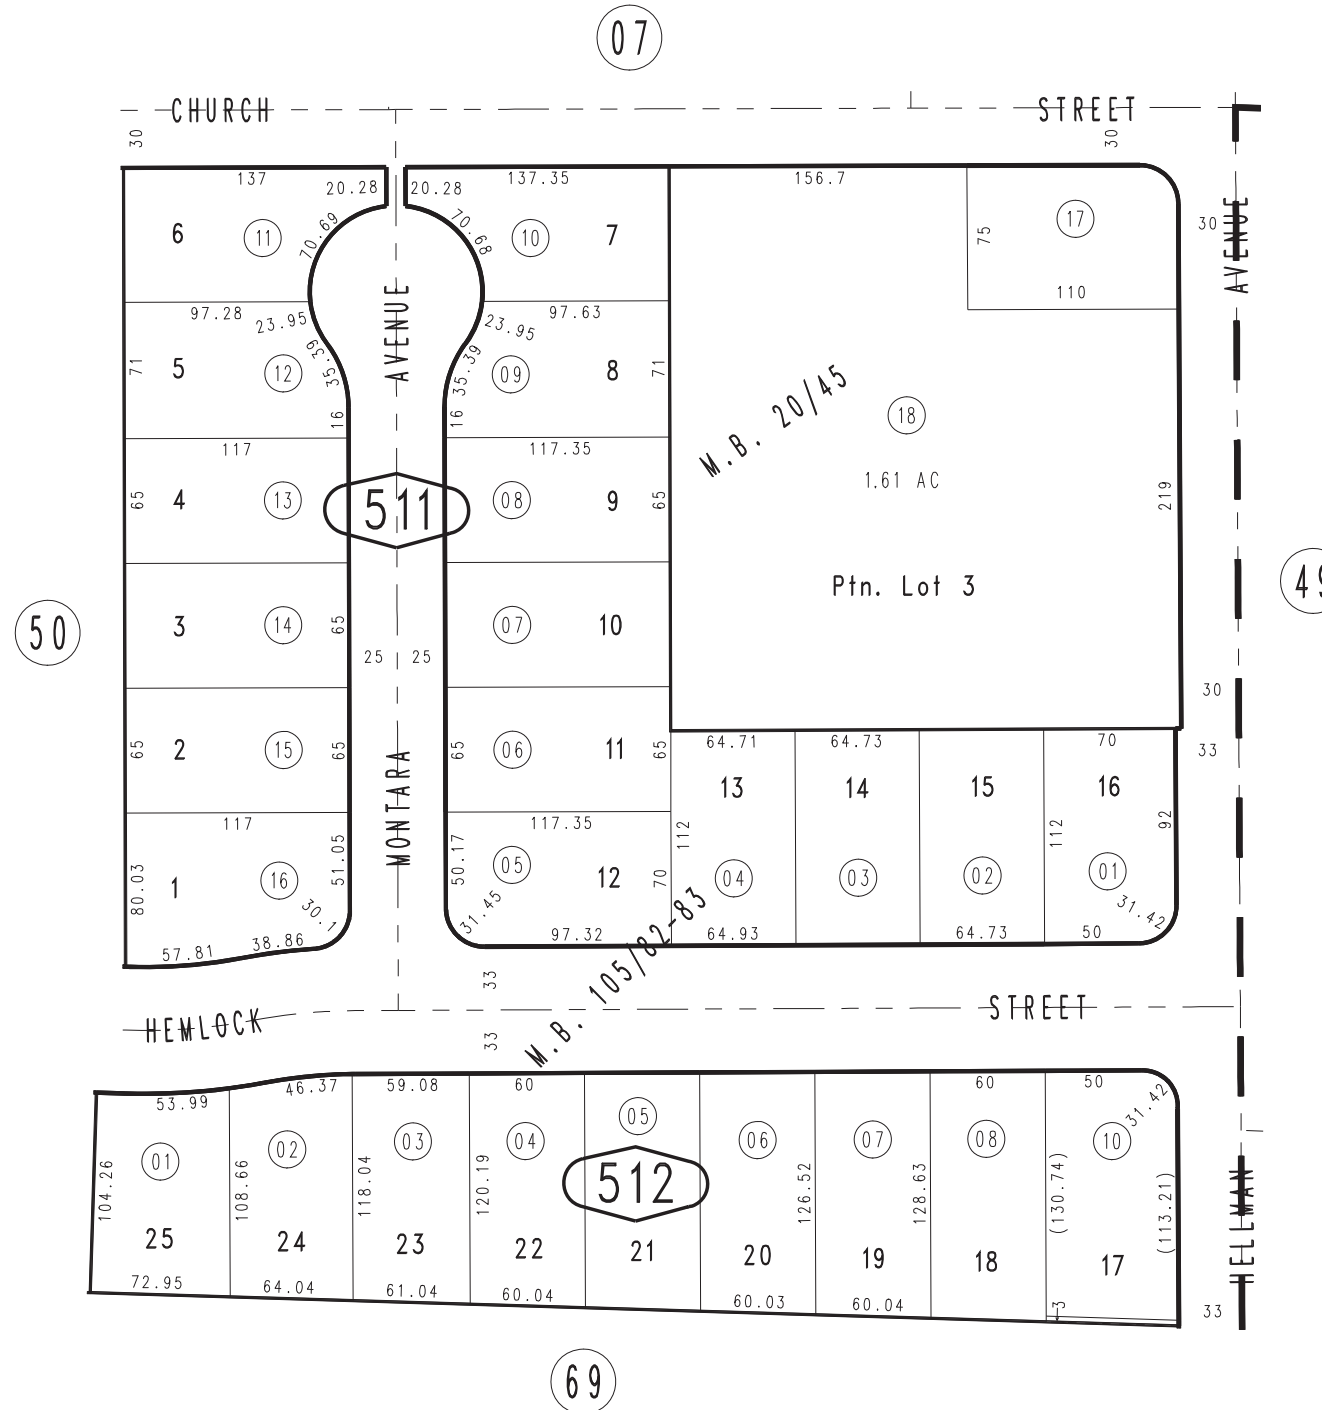 07
CHURCH STREET
30 30
137 20.28 20.28 137.35 156.7
6 11 70.69 70.68 10 7 17 30
75 110
AVENUE
AVENUE
97.28 23.95 23.95 97.63
71 5 12 35.39 35.39 09 8 71
16 16
M.B. 20/45
18
1.61 AC
117 117.35
65 4 13 511 08 9 65 219
Ptn. Lot 3
49
50
3 14 65 07 10
25 25
30
65 2 15 65 65 06 11 65
64.71 64.73 70 33
13 14 15 16
MONTARA
117 117.35
80.03 1 16 51.05 50.17 05 12 70 112 112 92
04 03 02 01
30.1 31.45 31.42
57.81 38.86 97.32 64.93 64.73 50
M.B. 105/82-83
33
HEMLOCK STREET
33
53.99 46.37 59.08 60 60 50
31.42
01 02 03 04 05 06 07 08 10
104.26 108.66 118.04 120.19 512 126.52 128.63 (130.74) (113.21)
25 24 23 22 21 20 19 18 17
HELLMAN
72.95 64.04 61.04 60.04 60.03 60.04 3 33
69